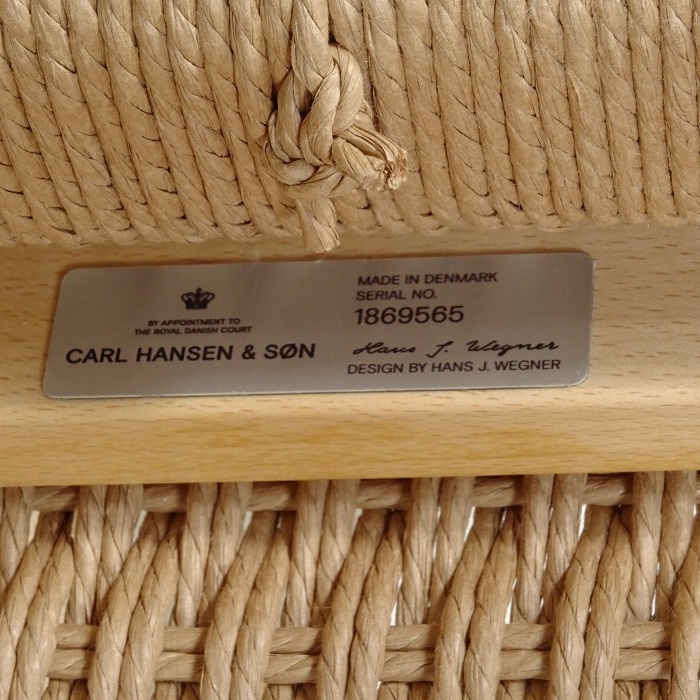 BY APPOINTMENT TO
THE ROYAL DANISH COURT
CARL HANSEN & SØN
MADE IN DENMARK
SERIAL NO.
1869565
Hans J. Wegner
DESIGN BY HANS J. WEGNER